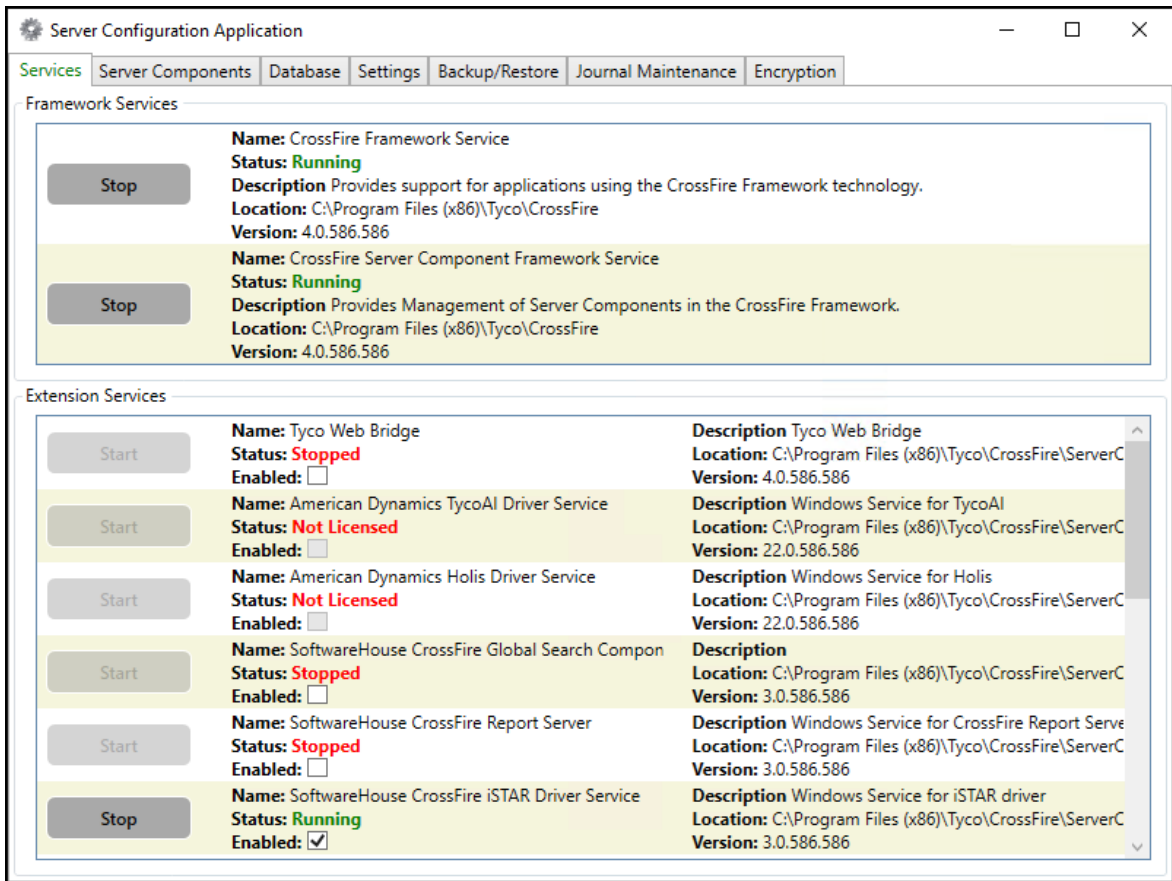 Server Configuration Application
Services Server Components Database Settings Backup/Restore Journal Maintenance Encryption
Framework Services
Name: CrossFire Framework Service
Status: Running
Stop
Description Provides support for applications using the CrossFire Framework technology.
Location: C:\Program Files (x86)\Tyco\CrossFire
Version: 4.0.586.586
Name: CrossFire Server Component Framework Service
Status: Running
Stop
Description Provides Management of Server Components in the CrossFire Framework.
Location: C:\Program Files (x86)\Tyco\CrossFire
Version: 4.0.586.586
Extension Services
Name: Tyco Web Bridge Description Tyco Web Bridge
Start Status: Stopped Location: C:\Program Files (x86)\Tyco\CrossFire\ServerC
Enabled: Version: 4.0.586.586
Name: American Dynamics TycoAI Driver Service Description Windows Service for TycoAI
Start Status: Not Licensed Location: C:\Program Files (x86)\Tyco\CrossFire\ServerC
Enabled: Version: 22.0.586.586
Name: American Dynamics Holis Driver Service Description Windows Service for Holis
Start Status: Not Licensed Location: C:\Program Files (x86)\Tyco\CrossFire\ServerC
Enabled: Version: 22.0.586.586
Name: SoftwareHouse CrossFire Global Search Compon Description
Start Status: Stopped Location: C:\Program Files (x86)\Tyco\CrossFire\ServerC
Enabled: Version: 3.0.586.586
Name: SoftwareHouse CrossFire Report Server Description Windows Service for CrossFire Report Serve
Start Status: Stopped Location: C:\Program Files (x86)\Tyco\CrossFire\ServerC
Enabled: Version: 3.0.586.586
Name: SoftwareHouse CrossFire iSTAR Driver Service Description Windows Service for iSTAR driver
Stop Status: Running Location: C:\Program Files (x86)\Tyco\CrossFire\ServerC
Enabled: Version: 3.0.586.586